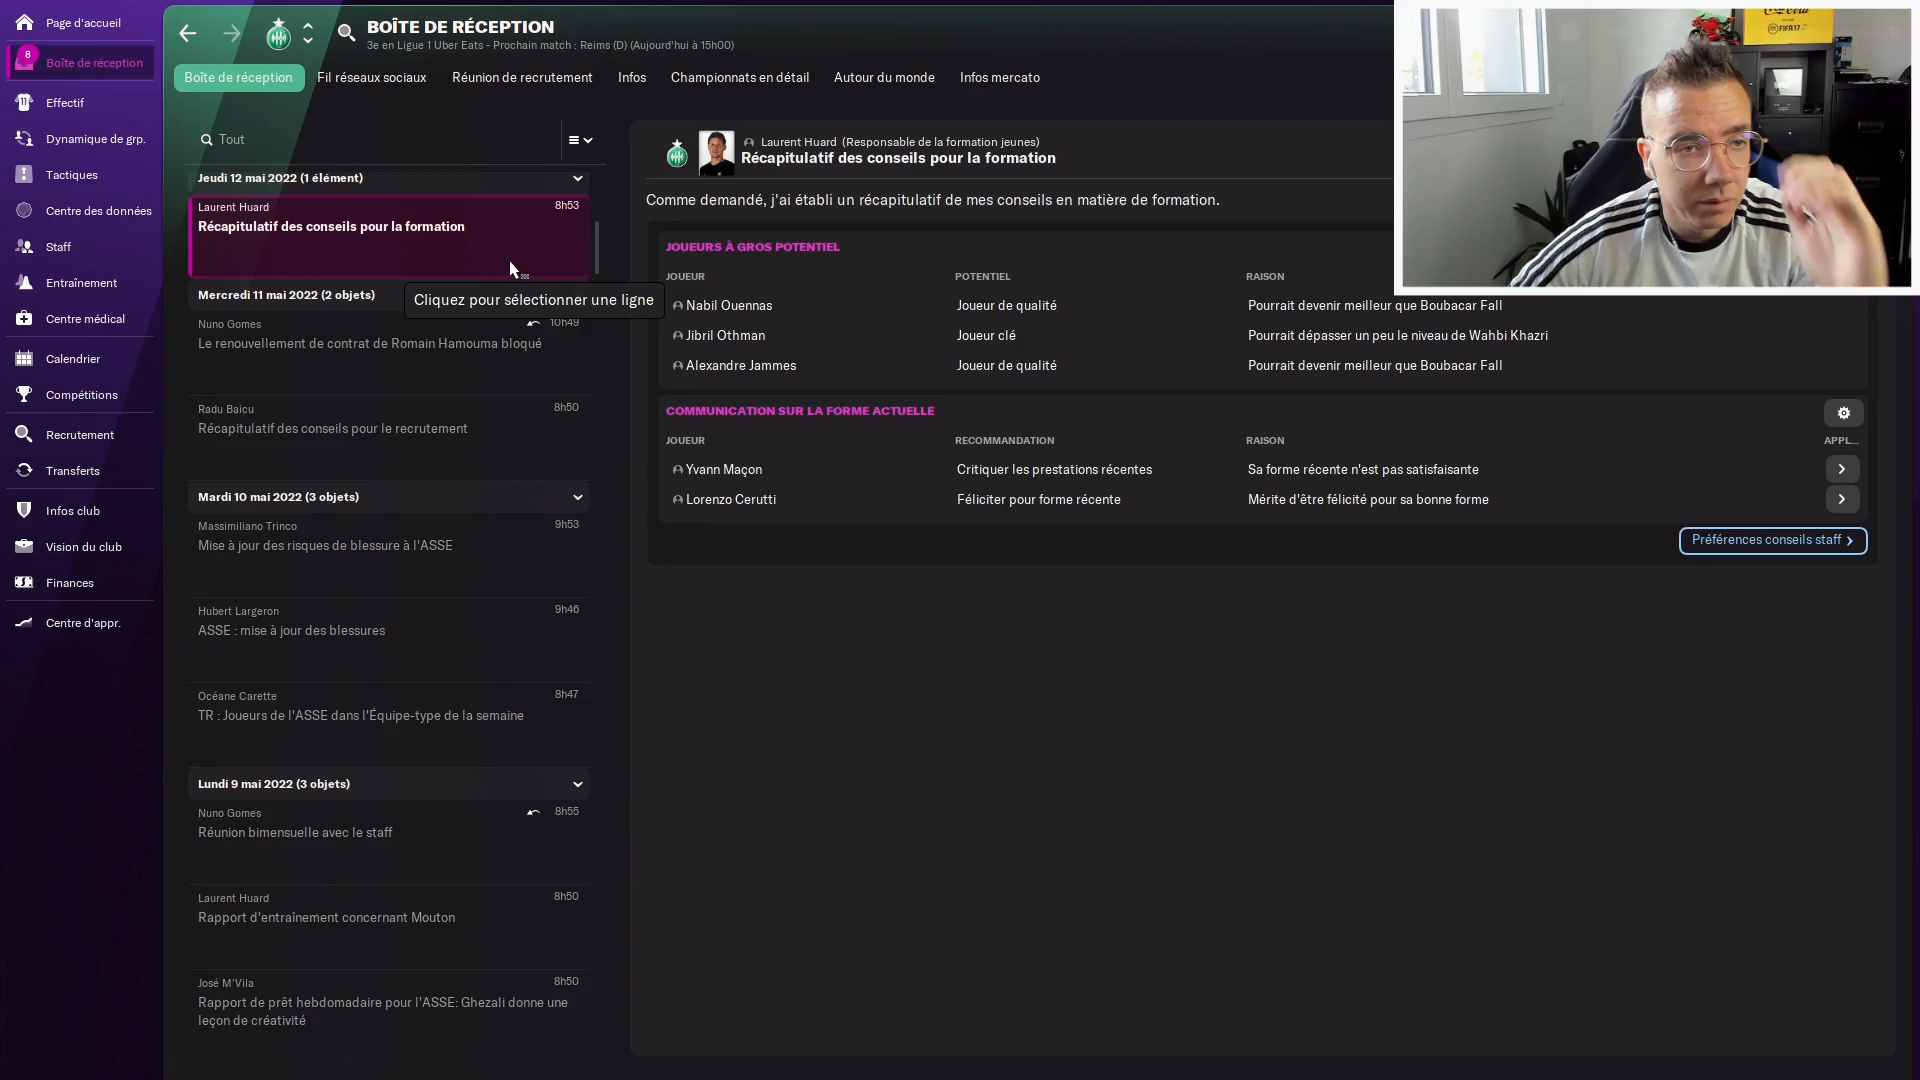 Page d'accueil
8
Boîte de réception
Effectif
Dynamique de grp.
Tactiques
Centre des données
Staff
Entraînement
Centre médical
Calendrier
Compétitions
Recrutement
Transferts
Infos club
Vision du club
Finances
Centre d'appr.
BOÎTE DE RÉCEPTION
3e en Ligue 1 Uber Eats - Prochain match : Reims (D) (Aujourd'hui à 15h00)
Boîte de réception
Fil réseaux sociaux
Réunion de recrutement
Infos
Championnats en détail
Autour du monde
Infos mercato
Tout
Jeudi 12 mai 2022 (1 élément)
Laurent Huard 8h53
Récapitulatif des conseils pour la formation
Mercredi 11 mai 2022 (2 objets)
Cliquez pour sélectionner une ligne
Nuno Gomes 10h49
Le renouvellement de contrat de Romain Hamouma bloqué
Radu Baicu 8h50
Récapitulatif des conseils pour le recrutement
Mardi 10 mai 2022 (3 objets)
Massimiliano Trinco 9h53
Mise à jour des risques de blessure à l'ASSE
Hubert Largeron 9h46
ASSE : mise à jour des blessures
Océane Carette 8h47
TR : Joueurs de l'ASSE dans l'Équipe-type de la semaine
Lundi 9 mai 2022 (3 objets)
Nuno Gomes 8h55
Réunion bimensuelle avec le staff
Laurent Huard 8h50
Rapport d'entraînement concernant Mouton
José M'Vila 8h50
Rapport de prêt hebdomadaire pour l'ASSE: Ghezali donne une
leçon de créativité
Laurent Huard (Responsable de la formation jeunes)
Récapitulatif des conseils pour la formation
Comme demandé, j'ai établi un récapitulatif de mes conseils en matière de formation.
JOUEURS À GROS POTENTIEL
JOUEUR POTENTIEL RAISON
Nabil Ouennas Joueur de qualité Pourrait devenir meilleur que Boubacar Fall
Jibril Othman Joueur clé Pourrait dépasser un peu le niveau de Wahbi Khazri
Alexandre Jammes Joueur de qualité Pourrait devenir meilleur que Boubacar Fall
COMMUNICATION SUR LA FORME ACTUELLE
JOUEUR RECOMMANDATION RAISON APPL...
Yvann Maçon Critiquer les prestations récentes Sa forme récente n'est pas satisfaisante
Lorenzo Cerutti Féliciter pour forme récente Mérite d'être félicité pour sa bonne forme
Préférences conseils staff
FIFA17